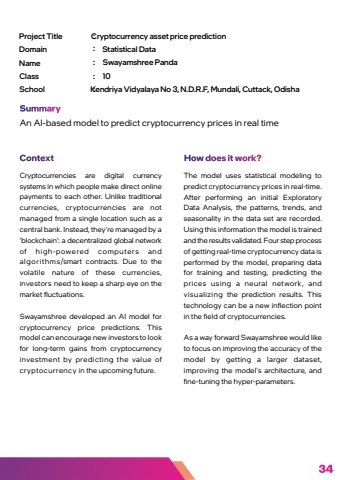 Project Title : Cryptocurrency asset price prediction
Domain : Statistical Data
Name : Swayamshree Panda
Class : 10
School : Kendriya Vidyalaya No 3, N.D.R.F, Mundali, Cuttack, Odisha
Summary
An AI-based model to predict cryptocurrency prices in real time
Context
Cryptocurrencies are digital currency
systems in which people make direct online
payments to each other. Unlike traditional
currencies, cryptocurrencies are not
managed from a single location such as a
central bank. Instead, they're managed by a
'blockchain': a decentralized global network
of high-powered computers and
algorithms/smart contracts. Due to the
volatile nature of these currencies,
investors need to keep a sharp eye on the
market fluctuations.
Swayamshree developed an AI model for
cryptocurrency price predictions. This
model can encourage new investors to look
for long-term gains from cryptocurrency
investment by predicting the value of
cryptocurrency in the upcoming future.
How does it work?
The model uses statistical modeling to
predict cryptocurrency prices in real-time.
After performing an initial Exploratory
Data Analysis, the patterns, trends, and
seasonality in the data set are recorded.
Using this information the model is trained
and the results validated. Four step process
of getting real-time cryptocurrency data is
performed by the model, preparing data
for training and testing, predicting the
prices using a neural network, and
visualizing the prediction results. This
technology can be a new inflection point
in the field of cryptocurrencies.
As a way forward Swayamshree would like
to focus on improving the accuracy of the
model by getting a larger dataset,
improving the model's architecture, and
fine-tuning the hyper-parameters.
34